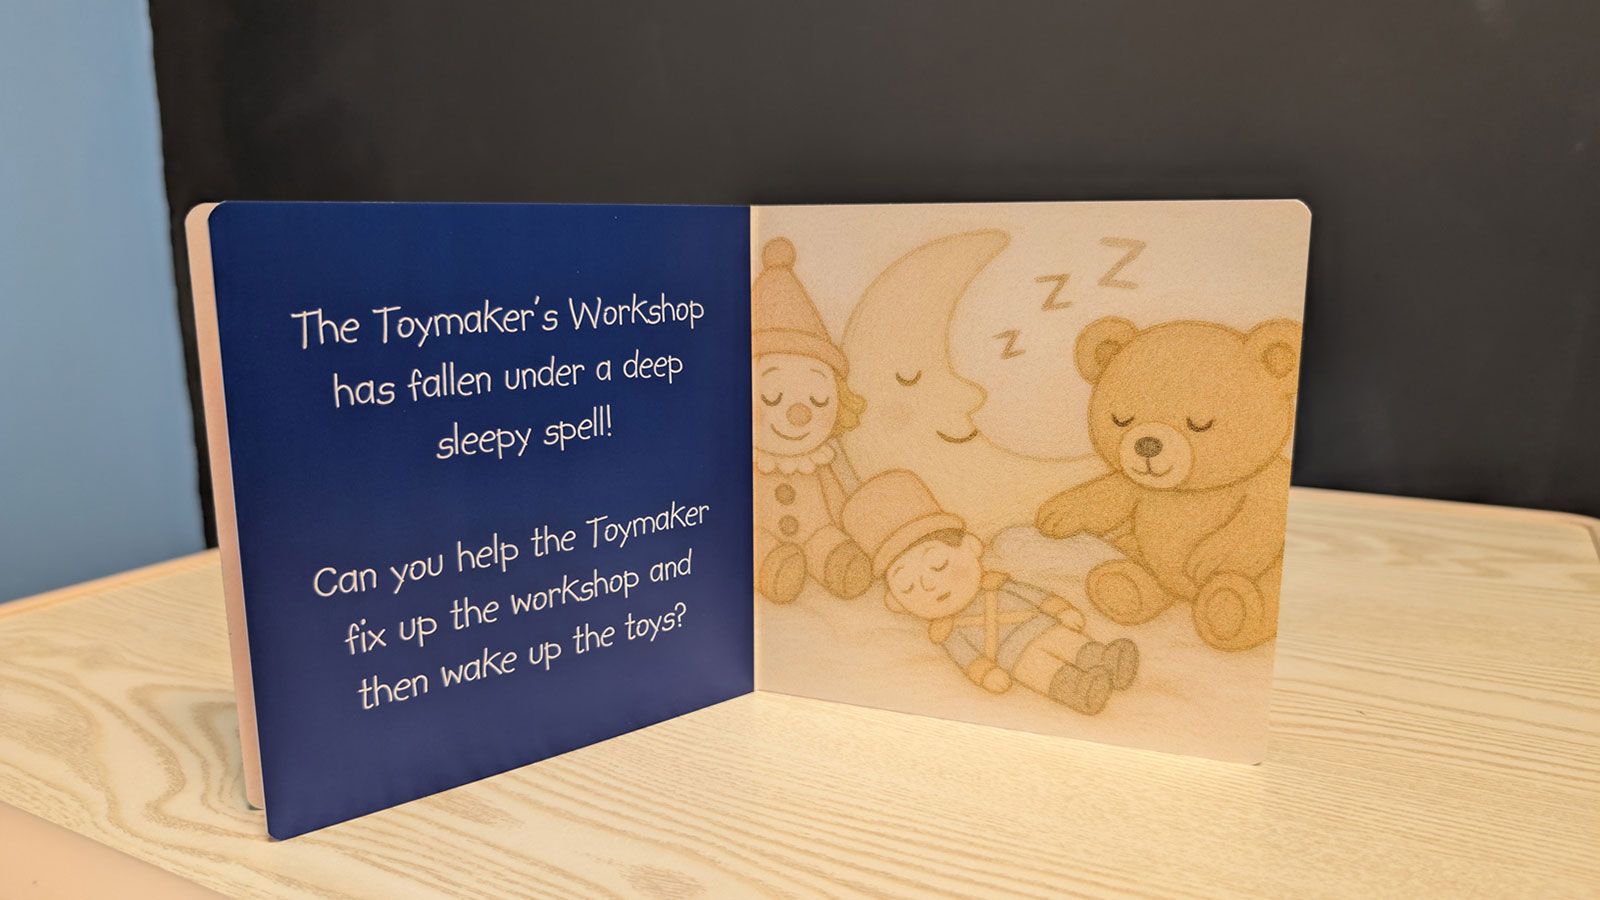 The Toymaker's Workshop
has fallen under a deep
sleepy spell!
Can you help the Toymaker
fix up the workshop and
then wake up the toys?
z z z